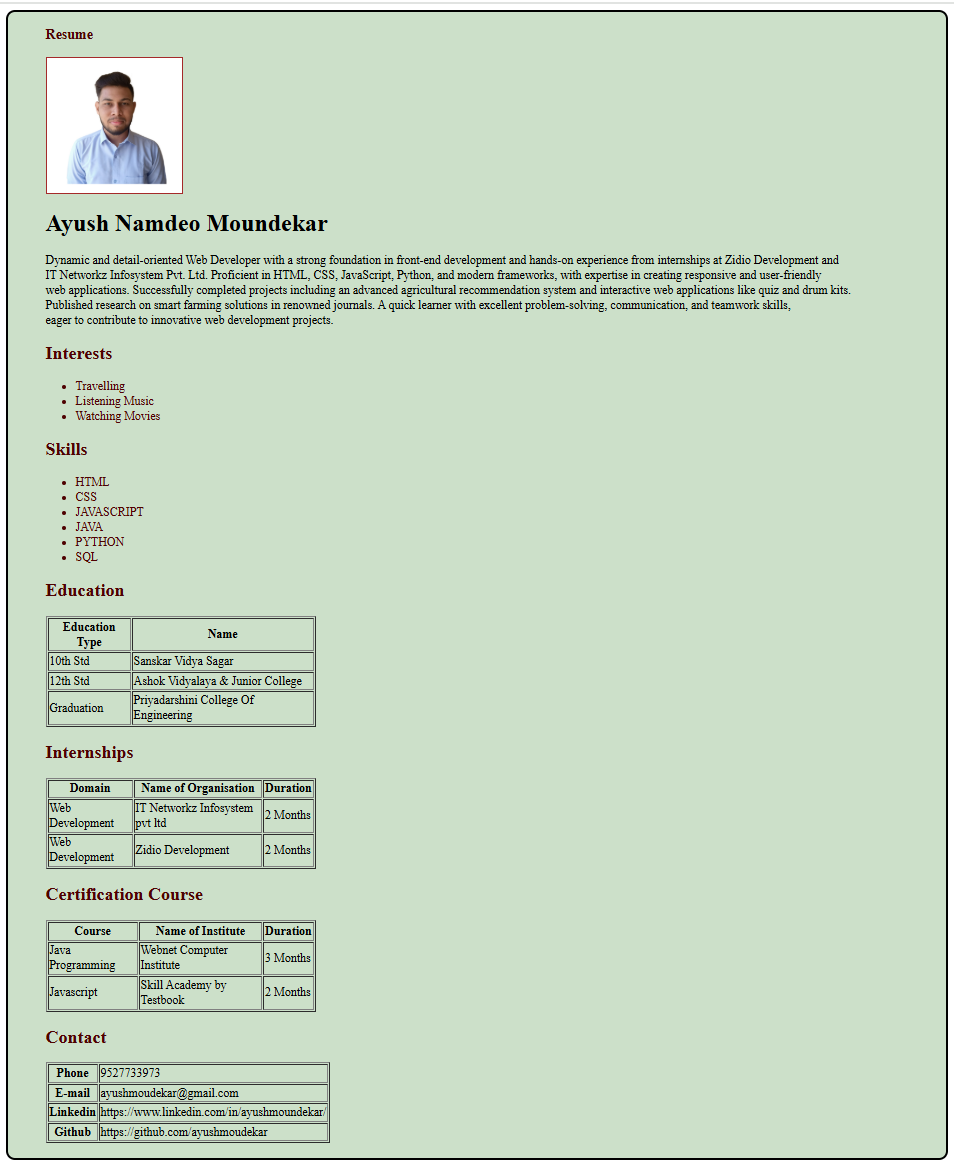 Resume
Ayush Namdeo Moundekar
Dynamic and detail-oriented Web Developer with a strong foundation in front-end development and hands-on experience from internships at Zidio Development and
IT Networkz Infosystem Pvt. Ltd. Proficient in HTML, CSS, JavaScript, Python, and modern frameworks, with expertise in creating responsive and user-friendly
web applications. Successfully completed projects including an advanced agricultural recommendation system and interactive web applications like quiz and drum kits.
Published research on smart farming solutions in renowned journals. A quick learner with excellent problem-solving, communication, and teamwork skills,
eager to contribute to innovative web development projects.
Interests
• Travelling
• Listening Music
• Watching Movies
Skills
• HTML
• CSS
• JAVASCRIPT
• JAVA
• PYTHON
• SQL
Education
Education Type Name
10th Std Sanskar Vidya Sagar
12th Std Ashok Vidyalaya & Junior College
Graduation Priyadarshini College Of Engineering
Internships
Domain Name of Organisation Duration
Web Development IT Networkz Infosystem pvt ltd 2 Months
Web Development Zidio Development 2 Months
Certification Course
Course Name of Institute Duration
Java Programming Webnet Computer Institute 3 Months
Javascript Skill Academy by Testbook 2 Months
Contact
Phone 9527733973
E-mail ayushmoudekar@gmail.com
Linkedin https://www.linkedin.com/in/ayushmoundekar/
Github https://github.com/ayushmoudekar